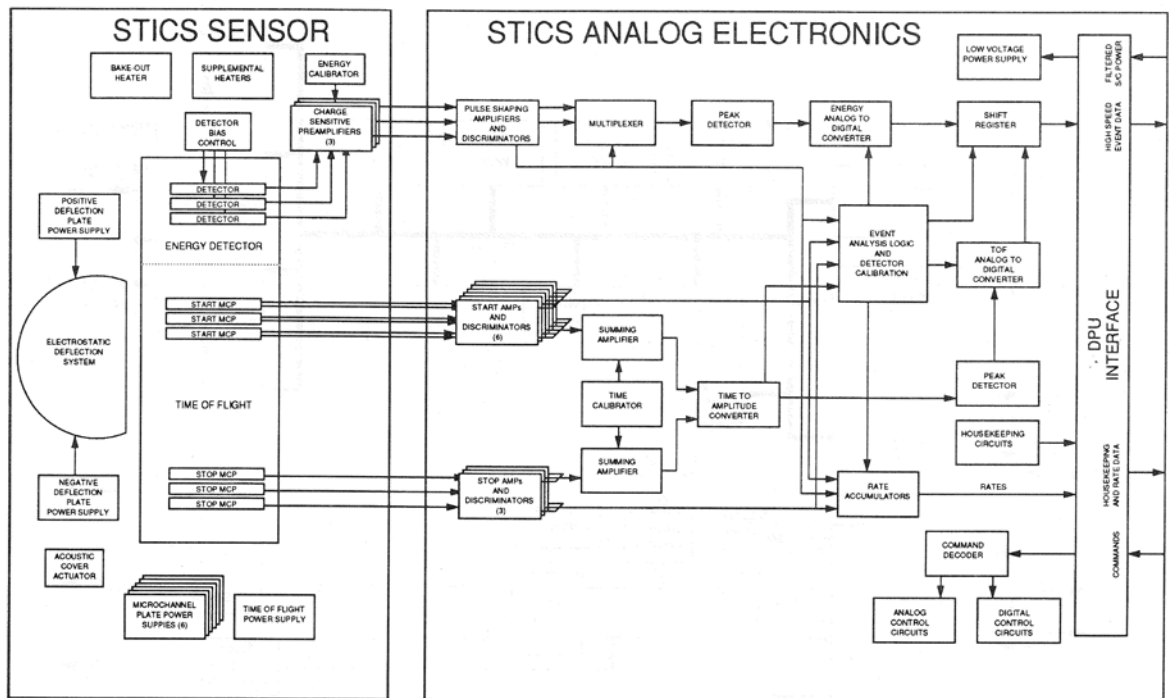 STICS SENSOR
BAKE-OUT
HEATER
SUPPLEMENTAL
HEATERS
ENERGY
CALIBRATOR
CHARGE
SENSITIVE
PREAMPLIFIERS
(3)
DETECTOR
BIAS
CONTROL
DETECTOR
DETECTOR
DETECTOR
ENERGY DETECTOR
POSITIVE
DEFLECTION
PLATE
POWER SUPPLY
ELECTROSTATIC
DEFLECTION
SYSTEM
START MCP
START MCP
START MCP
TIME OF FLIGHT
STOP MCP
STOP MCP
STOP MCP
NEGATIVE
DEFLECTION
PLATE
POWER SUPPLY
ACOUSTIC
COVER
ACTUATOR
MICROCHANNEL
PLATE POWER
SUPPIES (6)
TIME OF FLIGHT
POWER SUPPLY
STICS ANALOG ELECTRONICS
LOW VOLTAGE
POWER SUPPLY
PULSE SHAPING
AMPLIFIERS
AND
DISCRIMINATORS
MULTIPLEXER
PEAK
DETECTOR
ENERGY
ANALOG TO
DIGITAL
CONVERTER
SHIFT
REGISTER
EVENT
ANALYSIS LOGIC
AND
DETECTOR
CALIBRATION
TOF
ANALOG TO
DIGITAL
CONVERTER
START AMPs
AND
DISCRIMINATORS
(6)
SUMMING
AMPLIFIER
TIME
CALIBRATOR
TIME TO
AMPLITUDE
CONVERTER
PEAK
DETECTOR
SUMMING
AMPLIFIER
STOP AMPs
AND
DISCRIMINATORS
(3)
HOUSEKEEPING
CIRCUITS
RATE
ACCUMULATORS
RATES
COMMAND
DECODER
ANALOG
CONTROL
CIRCUITS
DIGITAL
CONTROL
CIRCUITS
FILTERED
S/C POWER
HIGH SPEED
EVENT DATA
DPU
INTERFACE
HOUSEKEEPING
AND RATE DATA
COMMANDS